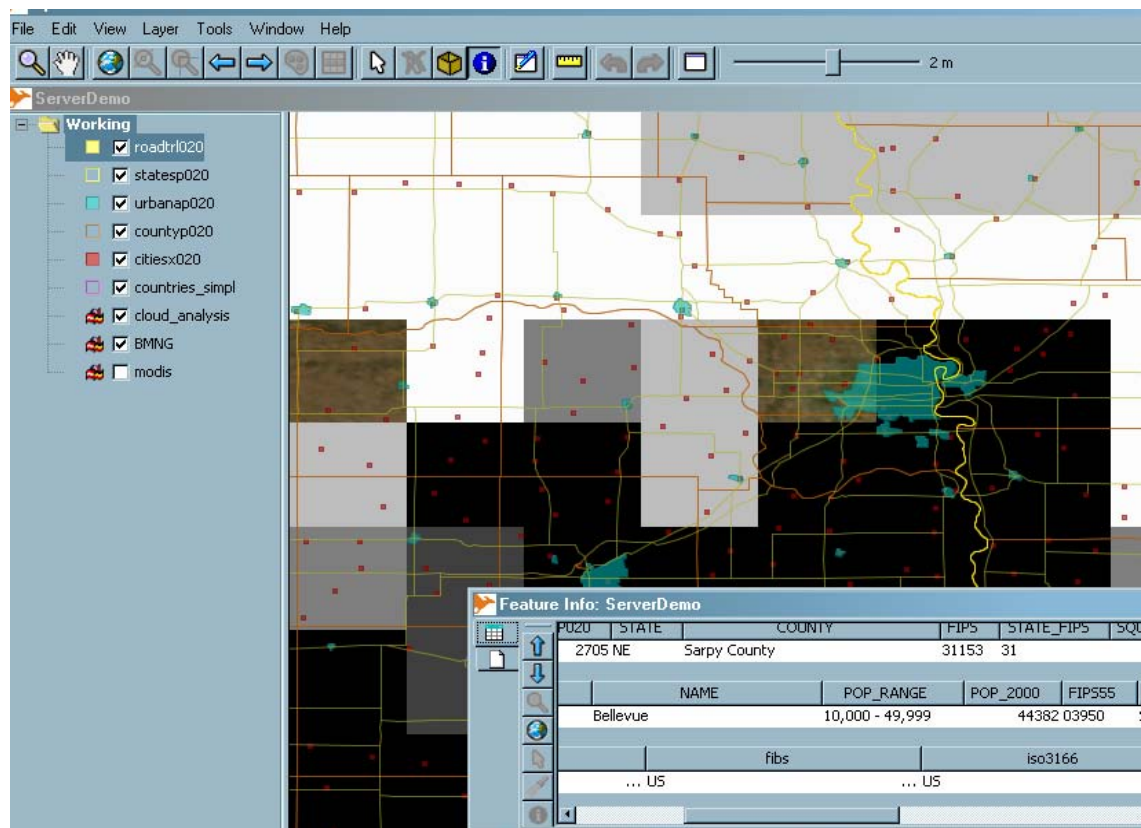 File Edit View Layer Tools Window Help
2 m
ServerDemo
Working
roadtrl020
statesp020
urbanap020
countyp020
citiesx020
countries_simpl
cloud_analysis
BMNG
modis
Feature Info: ServerDemo
P020 STATE COUNTY FIPS STATE_FIPS SQU
2705 NE Sarpy County 31153 31
NAME POP_RANGE POP_2000 FIPS55
Bellevue 10,000 - 49,999 44382 03950
fibs iso3166
... US ... US